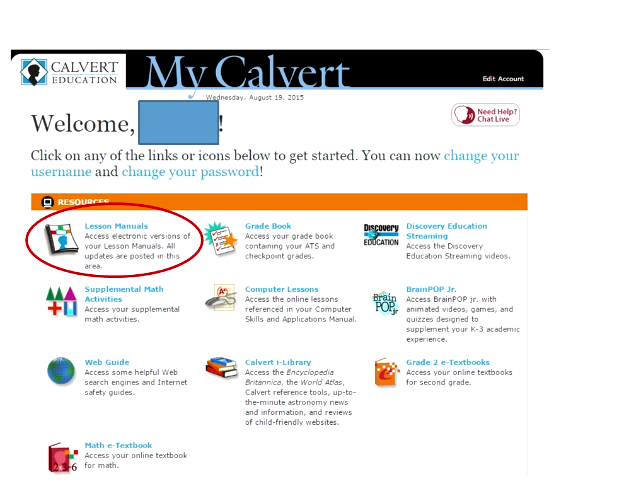 CALVERT
EDUCATION
My Calvert
Edit Account
Wednesday, August 19, 2015
Need Help?
Chat Live
Welcome, !
Click on any of the links or icons below to get started. You can now change your
username and change your password!
RESOURCES
Lesson Manuals
Access electronic versions of
your Lesson Manuals. All
updates are posted in this
area.
Grade Book
Access your grade book
containing your ATS and
checkpoint grades.
Discovery
EDUCATION
Discovery Education
Streaming
Access the Discovery
Education Streaming videos.
Supplemental Math
Activities
Access your supplemental
math activities.
A+
Computer Lessons
Access the online lessons
referenced in your Computer
Skills and Applications Manual.
Brain
POP jr.
BrainPOP Jr.
Access BrainPOP jr. with
animated videos, games, and
quizzes designed to
supplement your K-3 academic
experience.
Web Guide
Access some helpful Web
search engines and Internet
safety guides.
Calvert i-Library
Access the Encyclopedia
Britannica, the World Atlas,
Calvert reference tools, up-to-
the-minute astronomy news
and information, and reviews
of child-friendly websites.
Grade 2 e-Textbooks
Access your online textbooks
for second grade.
Math e-Textbook
Access your online textbook
for math.